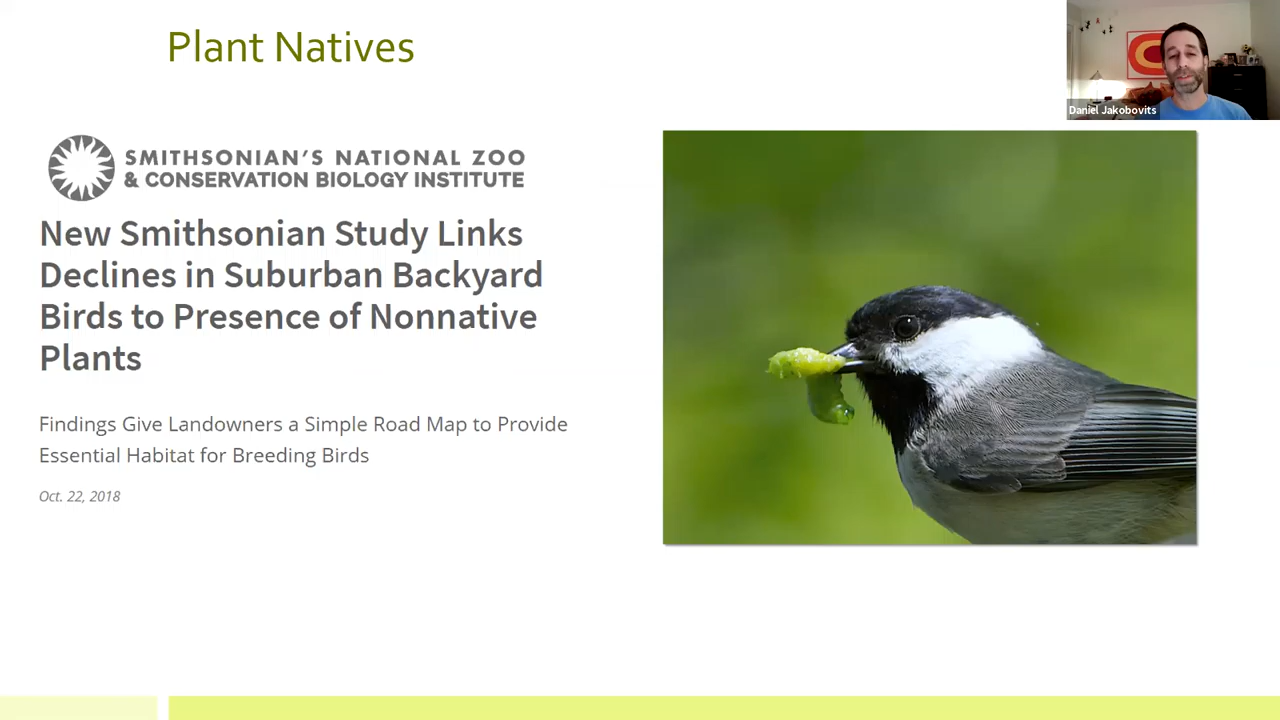 Plant Natives
Daniel Jakobovits
SMITHSONIAN'S NATIONAL ZOO
& CONSERVATION BIOLOGY INSTITUTE
New Smithsonian Study Links
Declines in Suburban Backyard
Birds to Presence of Nonnative
Plants
Findings Give Landowners a Simple Road Map to Provide
Essential Habitat for Breeding Birds
Oct. 22, 2018